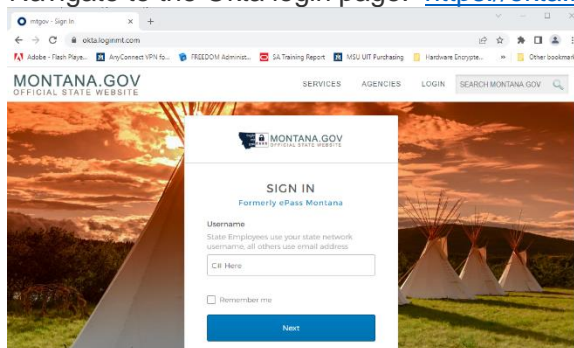 Navigate to the Okta login page:
mtgov - Sign In
okta.loginmt.com
Adobe - Flash Playe...
AnyConnect VPN fo...
FREEDOM Administ...
SA Training Report
MSU UIT Purchasing
Hardware Encrypte...
Other bookmark
MONTANA.GOV
OFFICIAL STATE WEBSITE
SERVICES
AGENCIES
LOGIN
SEARCH MONTANA.GOV
MONTANA.GOV
OFFICIAL STATE WEBSITE
SIGN IN
Formerly ePass Montana
Username
State Employees use your state network
username, all others use email address
C# Here
Remember me
Next